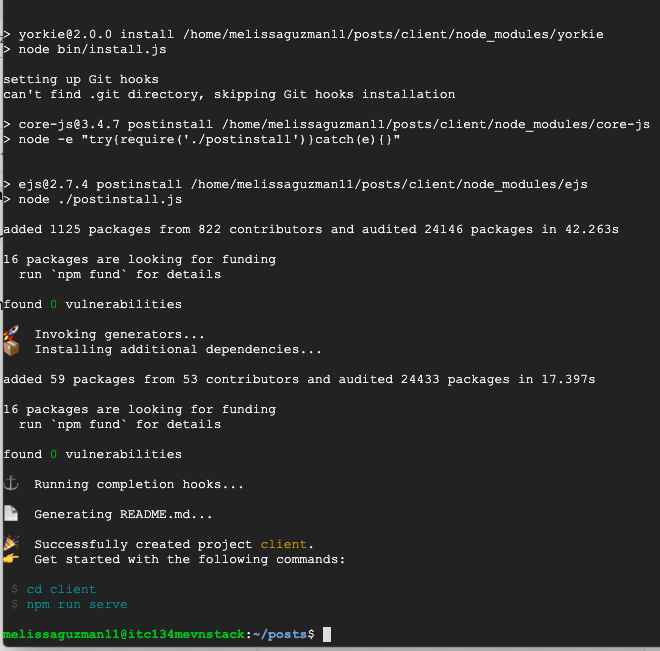 > yorkie@2.0.0 install /home/melissaguzman11/posts/client/node_modules/yorkie
> node bin/install.js
setting up Git hooks
can't find .git directory, skipping Git hooks installation
> core-js@3.4.7 postinstall /home/melissaguzman11/posts/client/node_modules/core-js
> node -e "try{require('./postinstall')}catch(e){}"
> ejs@2.7.4 postinstall /home/melissaguzman11/posts/client/node_modules/ejs
> node ./postinstall.js
added 1125 packages from 822 contributors and audited 24146 packages in 42.263s
16 packages are looking for funding
  run `npm fund` for details
found 0 vulnerabilities
🚀  Invoking generators...
📦  Installing additional dependencies...
added 59 packages from 53 contributors and audited 24433 packages in 17.397s
16 packages are looking for funding
  run `npm fund` for details
found 0 vulnerabilities
⚓  Running completion hooks...
📄  Generating README.md...
🎉  Successfully created project client.
👉  Get started with the following commands:
 $ cd client
 $ npm run serve
melissaguzman11@itc134mevnstack:~/posts$